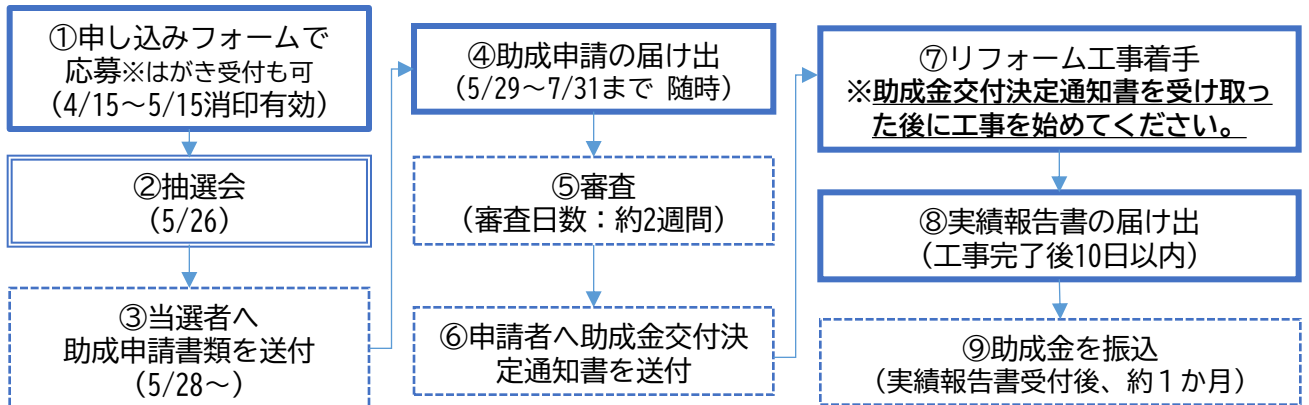 ①申し込みフォームで
応募※はがき受付も可
(4/15～5/15消印有効)
②抽選会
(5/26)
③当選者へ
助成申請書類を送付
(5/28～)
④助成申請の届け出
(5/29～7/31まで 随時)
⑤審査
(審査日数：約2週間)
⑥申請者へ助成金交付決
定通知書を送付
⑦リフォーム工事着手
※助成金交付決定通知書を受け取っ
た後に工事を始めてください。
⑧実績報告書の届け出
(工事完了後10日以内)
⑨助成金を振込
(実績報告書受付後、約１か月)